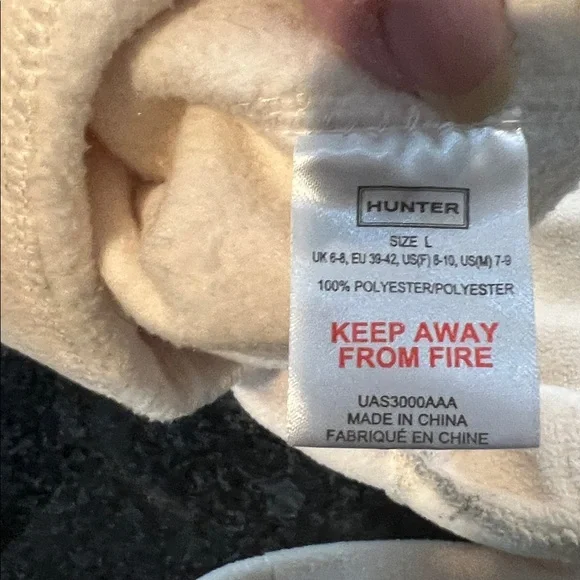 HUNTER
SIZE L
UK 6-8, EU 39-42, US(F) 8-10, US(M) 7-9
100% POLYESTER/POLYESTER
KEEP AWAY
FROM FIRE
UAS3000AAA
MADE IN CHINA
FABRIQUÉ EN CHINE